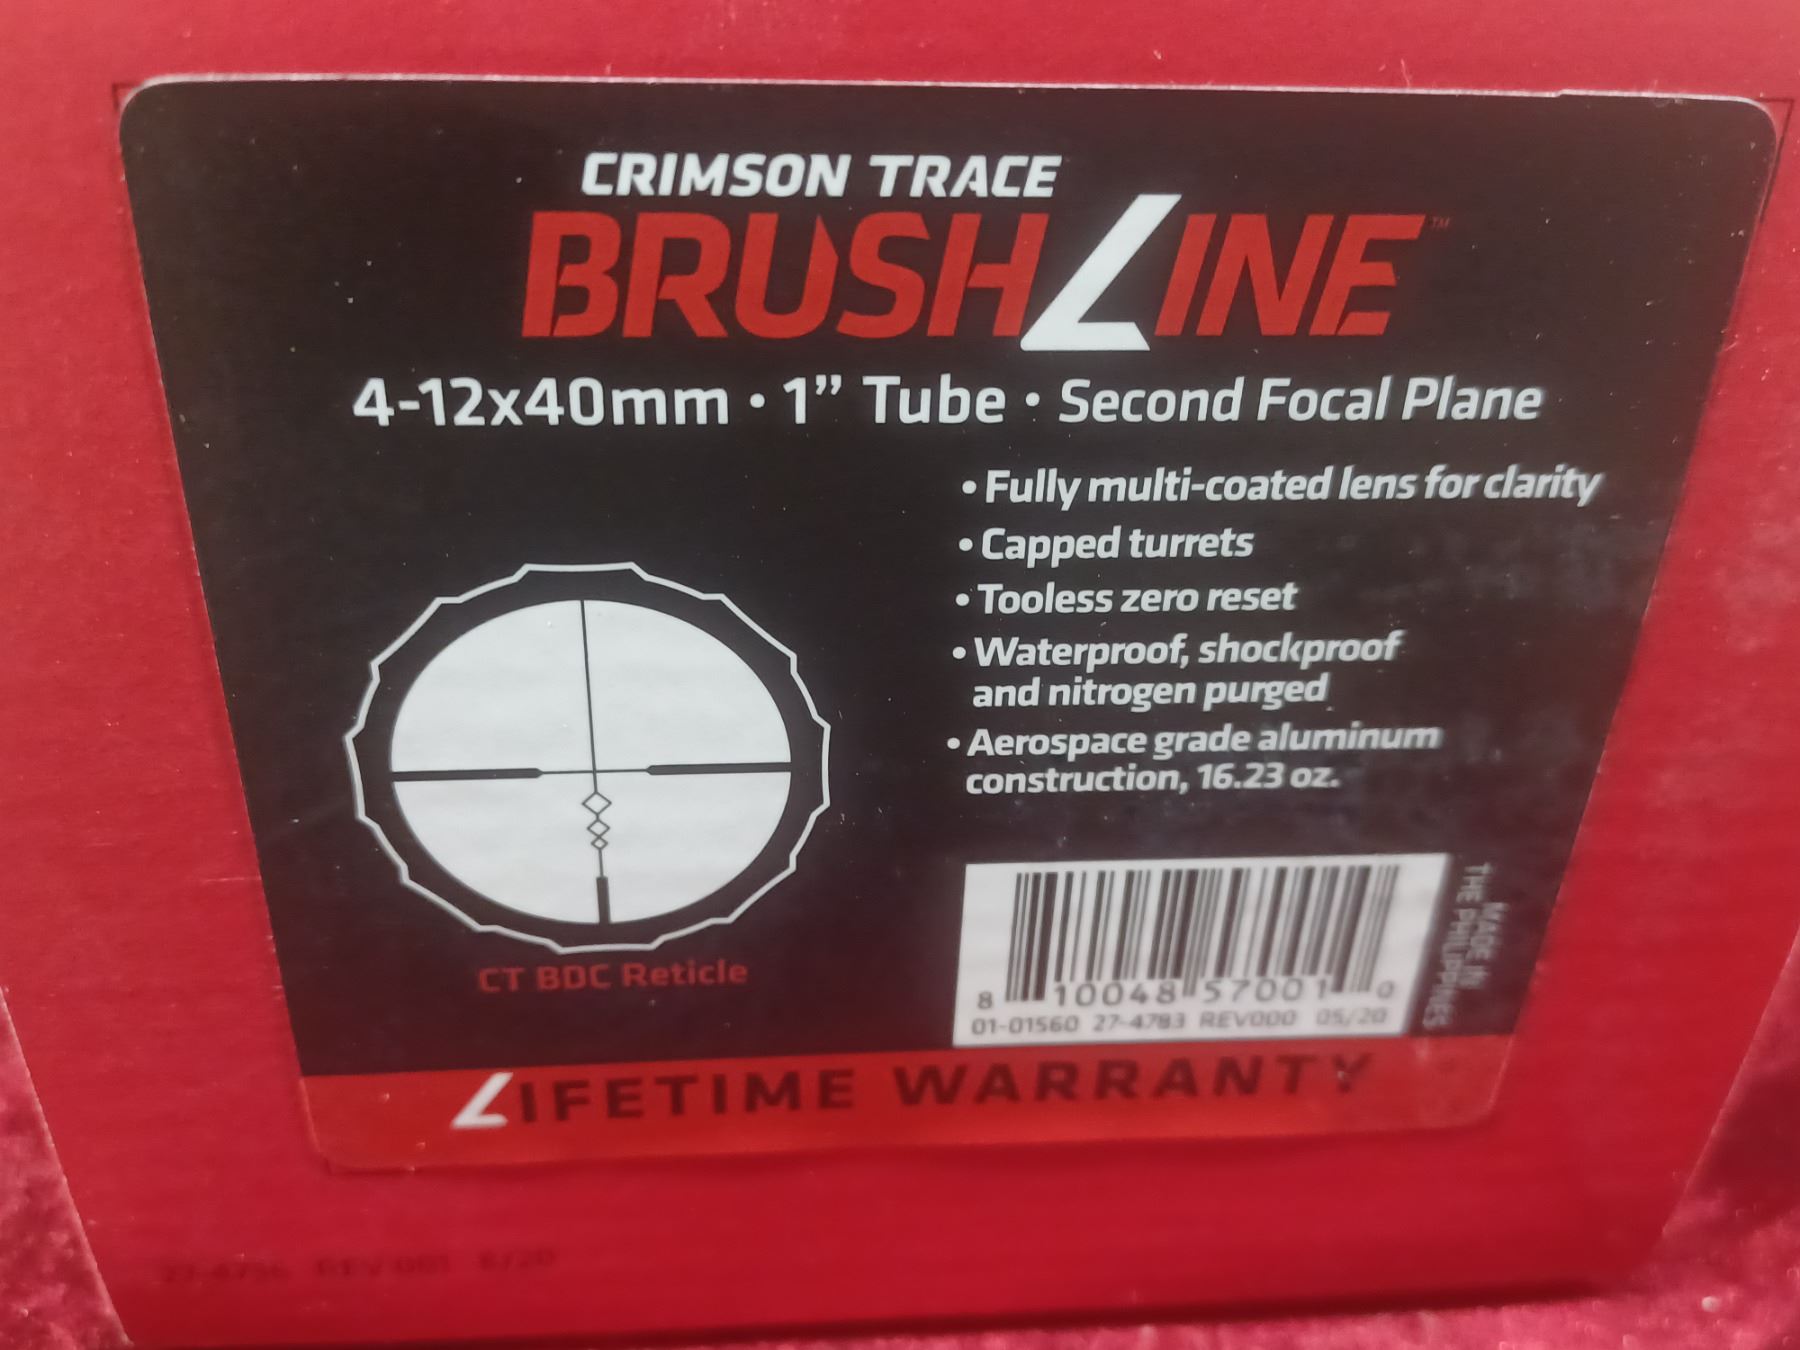 CRIMSON TRACE
BRUSHLINE™
4-12x40mm • 1” Tube • Second Focal Plane
• Fully multi-coated lens for clarity
• Capped turrets
• Tooless zero reset
• Waterproof, shockproof
and nitrogen purged
• Aerospace grade aluminum
construction, 16.23 oz.
CT BDC Reticle
8 10048 57001 0
01-01560 27-4783 REV000 05/20
MADE IN
THE PHILIPPINES
LIFETIME WARRANTY